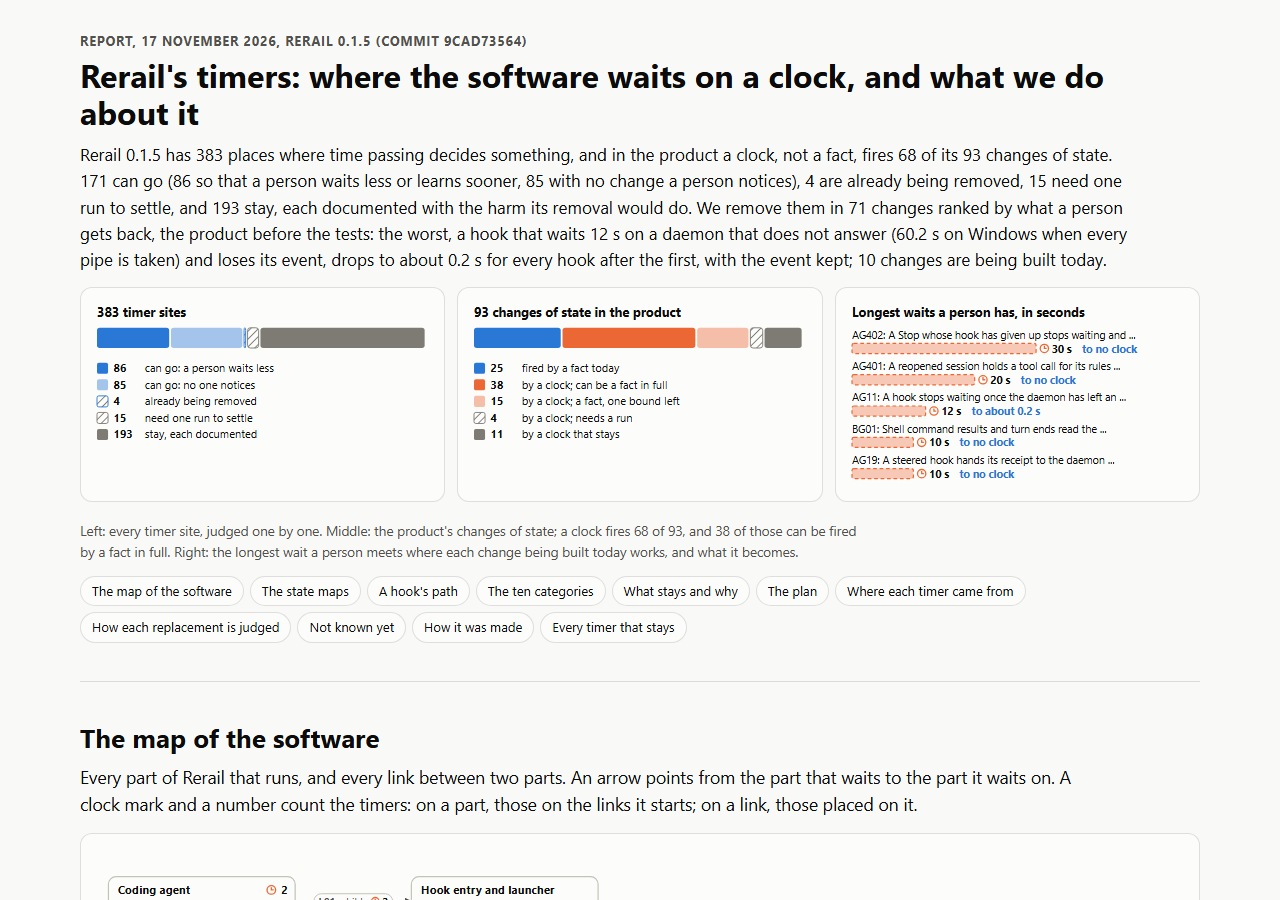 REPORT, 17 NOVEMBER 2026, RERAIL 0.1.5 (COMMIT 9CAD73564)
Rerail's timers: where the software waits on a clock, and what we do
about it
Rerail 0.1.5 has 383 places where time passing decides something, and in the product a clock, not a fact, fires 68 of its 93 changes of state.
171 can go (86 so that a person waits less or learns sooner, 85 with no change a person notices), 4 are already being removed, 15 need one
run to settle, and 193 stay, each documented with the harm its removal would do. We remove them in 71 changes ranked by what a person
gets back, the product before the tests: the worst, a hook that waits 12 s on a daemon that does not answer (60.2 s on Windows when every
pipe is taken) and loses its event, drops to about 0.2 s for every hook after the first, with the event kept; 10 changes are being built today.
383 timer sites
86 can go: a person waits less
85 can go: no one notices
4 already being removed
15 need one run to settle
193 stay, each documented
93 changes of state in the product
25 fired by a fact today
38 by a clock; can be a fact in full
15 by a clock; a fact, one bound left
4 by a clock; needs a run
11 by a clock that stays
Longest waits a person has, in seconds
AG402: A Stop whose hook has given up stops waiting and ...
30 s to no clock
AG401: A reopened session holds a tool call for its rules ...
20 s to no clock
AG11: A hook stops waiting once the daemon has left an ...
12 s to about 0.2 s
BG01: Shell command results and turn ends read the ...
10 s to no clock
AG19: A steered hook hands its receipt to the daemon ...
10 s to no clock
Left: every timer site, judged one by one. Middle: the product's changes of state; a clock fires 68 of 93, and 38 of those can be fired
by a fact in full. Right: the longest wait a person meets where each change being built today works, and what it becomes.
The map of the software
The state maps
A hook's path
The ten categories
What stays and why
The plan
Where each timer came from
How each replacement is judged
Not known yet
How it was made
Every timer that stays
The map of the software
Every part of Rerail that runs, and every link between two parts. An arrow points from the part that waits to the part it waits on. A
clock mark and a number count the timers: on a part, those on the links it starts; on a link, those placed on it.
Coding agent 2
Hook entry and launcher